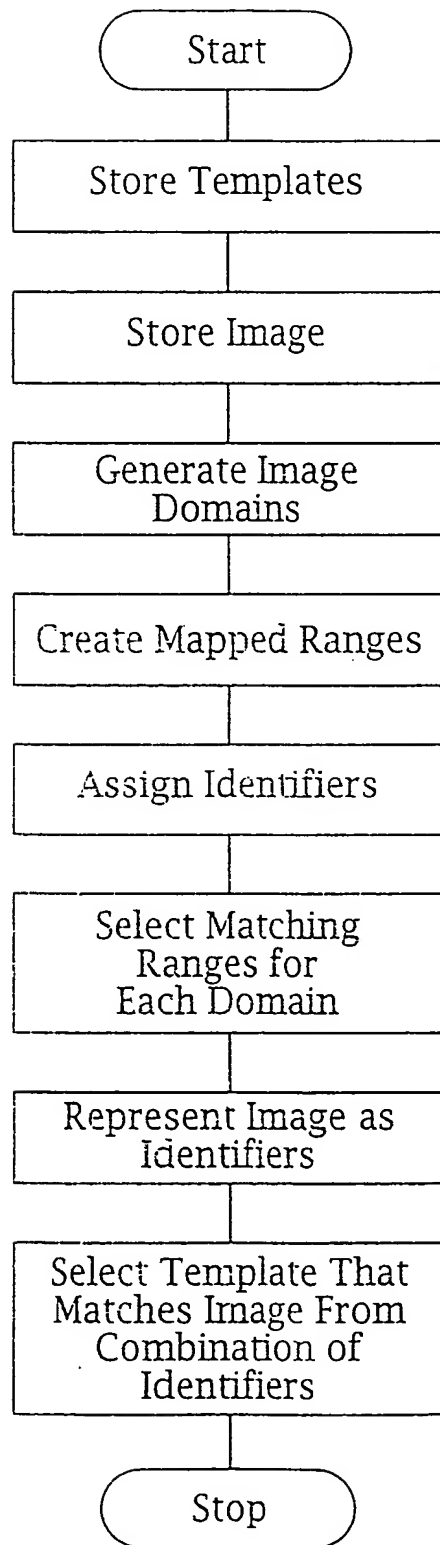 Start
Store Templates
Store Image
Generate Image
Domains
Create Mapped Ranges
Assign Identifiers
Select Matching
Ranges for
Each Domain
Represent Image as
Identifiers
Select Template That
Matches Image From
Combination of
Identifiers
Stop